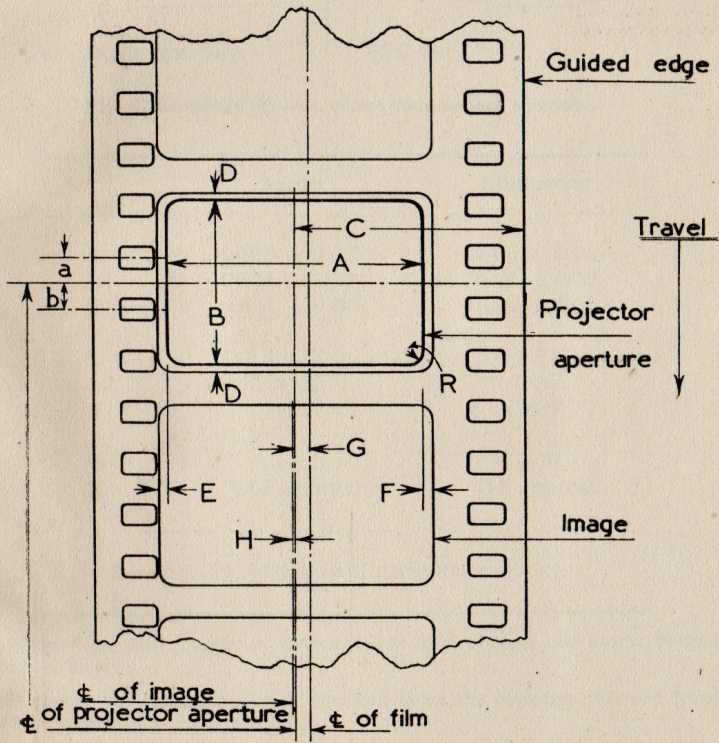 Guided edge
D
C
Travel
a
A
b
B
Projector
aperture
R
D
G
E
F
H
Image
℄ of image
℄ of projector aperture
℄ of film